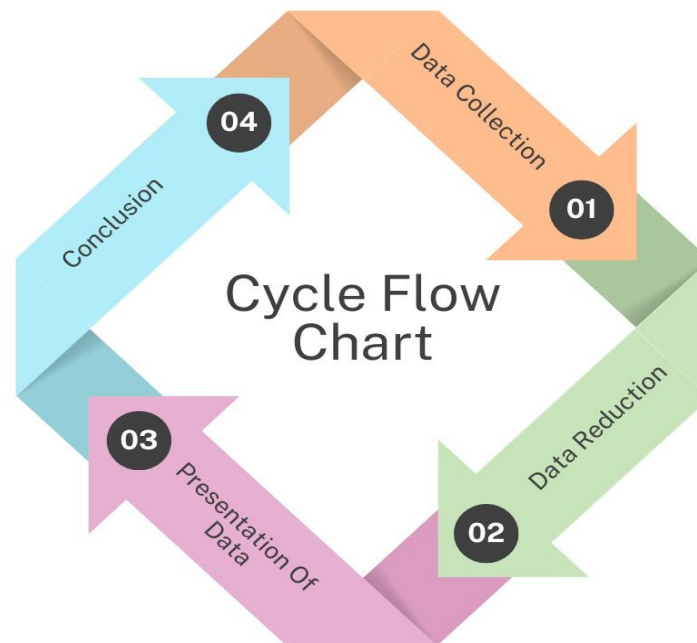 Data Collection
01
Data Reduction
02
Presentation Of
Data
03
Conclusion
04
Cycle Flow
Chart